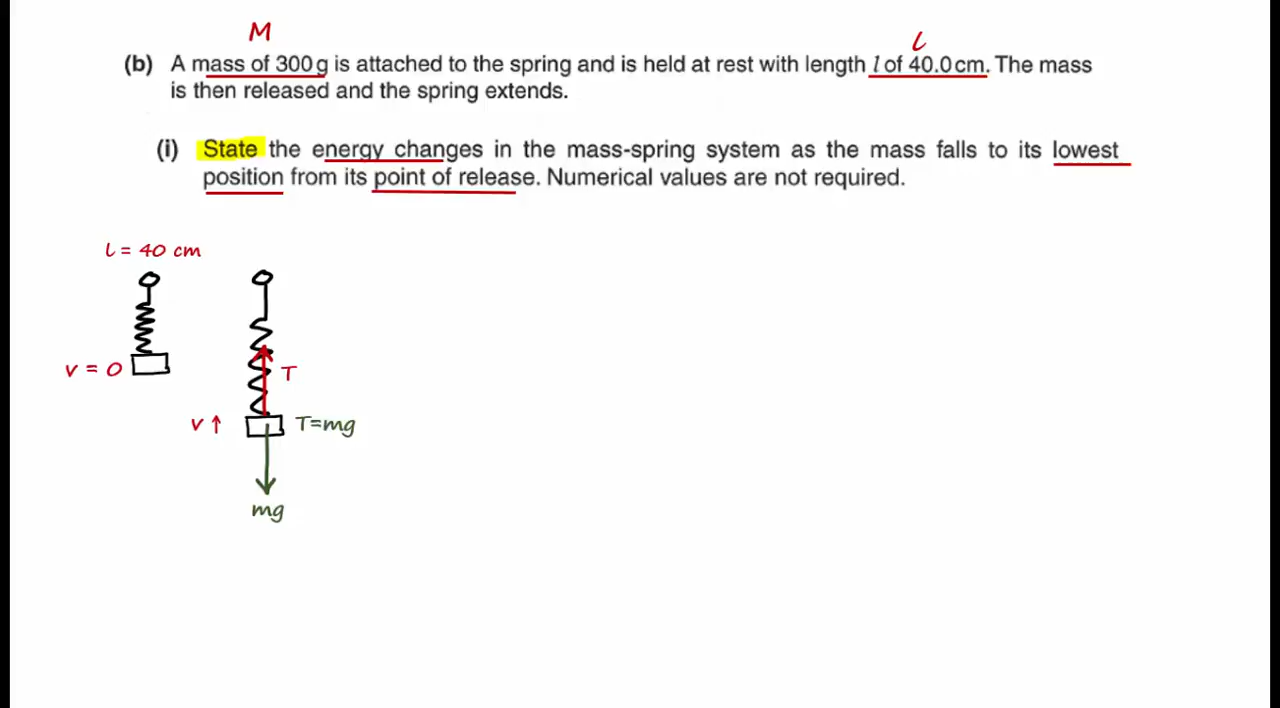 M
l
(b) A mass of 300 g is attached to the spring and is held at rest with length l of 40.0 cm. The mass
is then released and the spring extends.
(i) State the energy changes in the mass-spring system as the mass falls to its lowest
position from its point of release. Numerical values are not required.
l = 40 cm
v = 0
T
v ↑
T=mg
mg